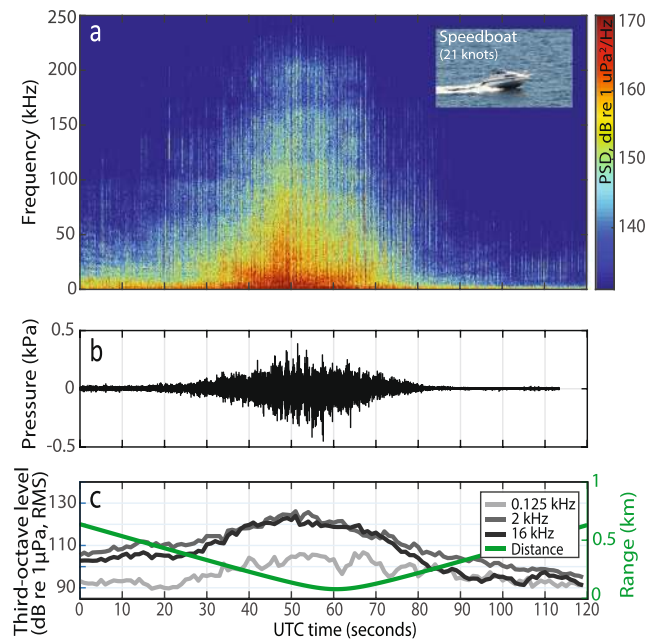 a
Speedboat
(21 knots)
Frequency (kHz)
250
200
150
100
50
0
PSD, dB re 1 uPa²/Hz
170
160
150
140
b
Pressure (kPa)
0.5
0
-0.5
c
Third-octave level
(dB re 1 μPa, RMS)
130
110
90
0.125 kHz
2 kHz
16 kHz
Distance
1
0.5
0
Range (km)
0 10 20 30 40 50 60 70 80 90 100 110 120
UTC time (seconds)